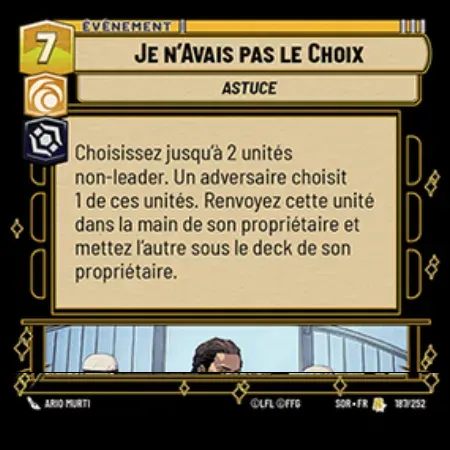 ÉVÉNEMENT
7
JE N'AVAIS PAS LE CHOIX
ASTUCE
Choisissez jusqu'à 2 unités
non-leader. Un adversaire choisit
1 de ces unités. Renvoyez cette unité
dans la main de son propriétaire et
mettez l'autre sous le deck de son
propriétaire.
ARIO MURTI
©LFL ©FFG
SOR • FR
187/252